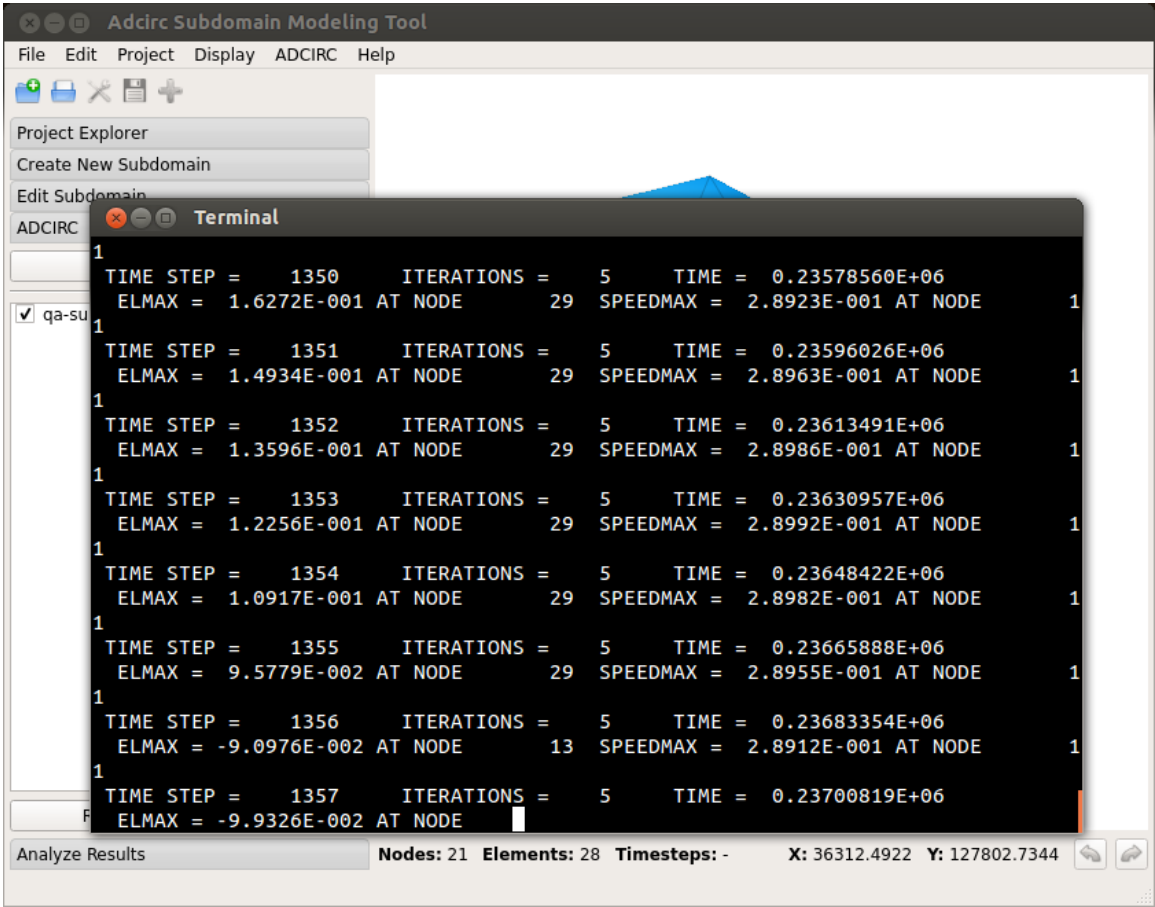 Adcirc Subdomain Modeling Tool
File Edit Project Display ADCIRC Help
Project Explorer
Create New Subdomain
Edit Subdomain
ADCIRC
qa-su
Terminal
1
TIME STEP = 1350 ITERATIONS = 5 TIME = 0.23578560E+06
ELMAX = 1.6272E-001 AT NODE 29 SPEEDMAX = 2.8923E-001 AT NODE 1
1
TIME STEP = 1351 ITERATIONS = 5 TIME = 0.23596026E+06
ELMAX = 1.4934E-001 AT NODE 29 SPEEDMAX = 2.8963E-001 AT NODE 1
1
TIME STEP = 1352 ITERATIONS = 5 TIME = 0.23613491E+06
ELMAX = 1.3596E-001 AT NODE 29 SPEEDMAX = 2.8986E-001 AT NODE 1
1
TIME STEP = 1353 ITERATIONS = 5 TIME = 0.23630957E+06
ELMAX = 1.2256E-001 AT NODE 29 SPEEDMAX = 2.8992E-001 AT NODE 1
1
TIME STEP = 1354 ITERATIONS = 5 TIME = 0.23648422E+06
ELMAX = 1.0917E-001 AT NODE 29 SPEEDMAX = 2.8982E-001 AT NODE 1
1
TIME STEP = 1355 ITERATIONS = 5 TIME = 0.23665888E+06
ELMAX = 9.5779E-002 AT NODE 29 SPEEDMAX = 2.8955E-001 AT NODE 1
1
TIME STEP = 1356 ITERATIONS = 5 TIME = 0.23683354E+06
ELMAX = -9.0976E-002 AT NODE 13 SPEEDMAX = 2.8912E-001 AT NODE 1
1
TIME STEP = 1357 ITERATIONS = 5 TIME = 0.23700819E+06
ELMAX = -9.9326E-002 AT NODE
Analyze Results
Nodes: 21 Elements: 28 Timesteps: - X: 36312.4922 Y: 127802.7344